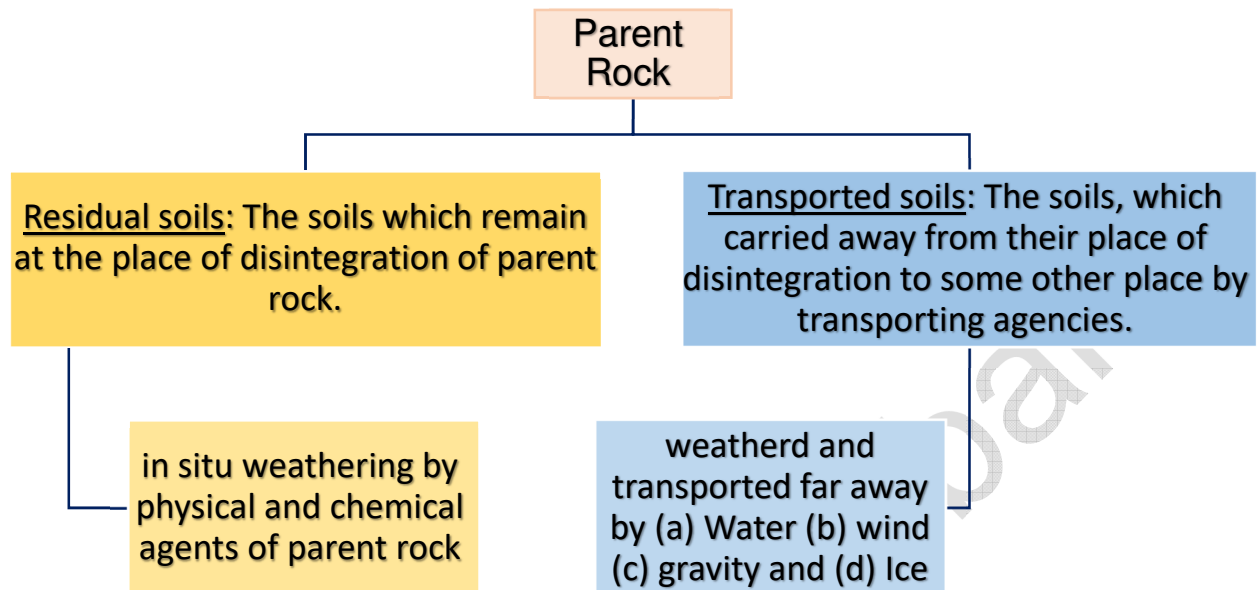 Parent
Rock
Residual soils: The soils which remain
at the place of disintegration of parent
rock.
Transported soils: The soils, which
carried away from their place of
disintegration to some other place by
transporting agencies.
in situ weathering by
physical and chemical
agents of parent rock
weatherd and
transported far away
by (a) Water (b) wind
(c) gravity and (d) Ice